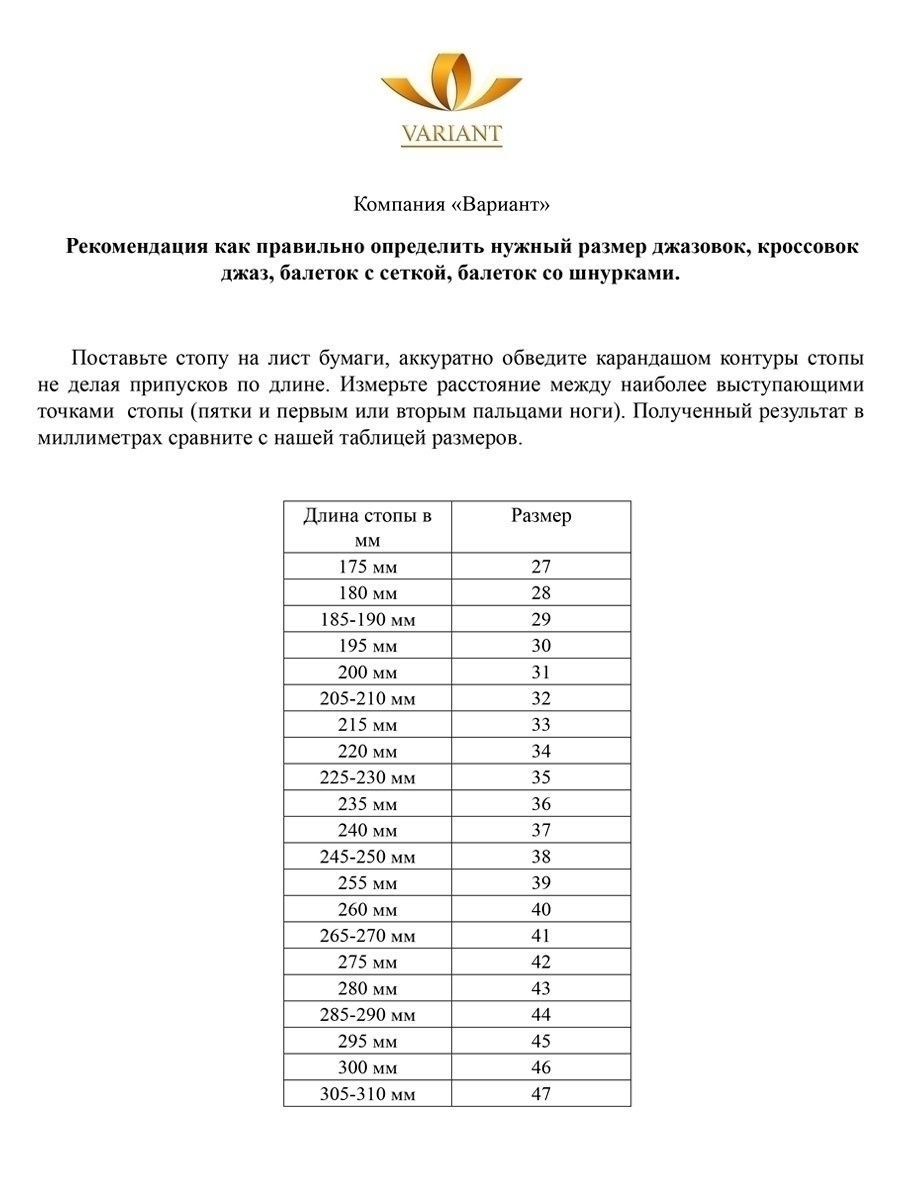 VARIANT
Компания «Вариант»
Рекомендация как правильно определить нужный размер джазовок, кроссовок
джаз, балеток с сеткой, балеток со шнурками.
Поставьте стопу на лист бумаги, аккуратно обведите карандашом контуры стопы
не делая припусков по длине. Измерьте расстояние между наиболее выступающими
точками стопы (пятки и первым или вторым пальцами ноги). Полученный результат в
миллиметрах сравните с нашей таблицей размеров.
Длина стопы в Размер
мм
175 мм 27
180 мм 28
185-190 мм 29
195 мм 30
200 мм 31
205-210 мм 32
215 мм 33
220 мм 34
225-230 мм 35
235 мм 36
240 мм 37
245-250 мм 38
255 мм 39
260 мм 40
265-270 мм 41
275 мм 42
280 мм 43
285-290 мм 44
295 мм 45
300 мм 46
305-310 мм 47